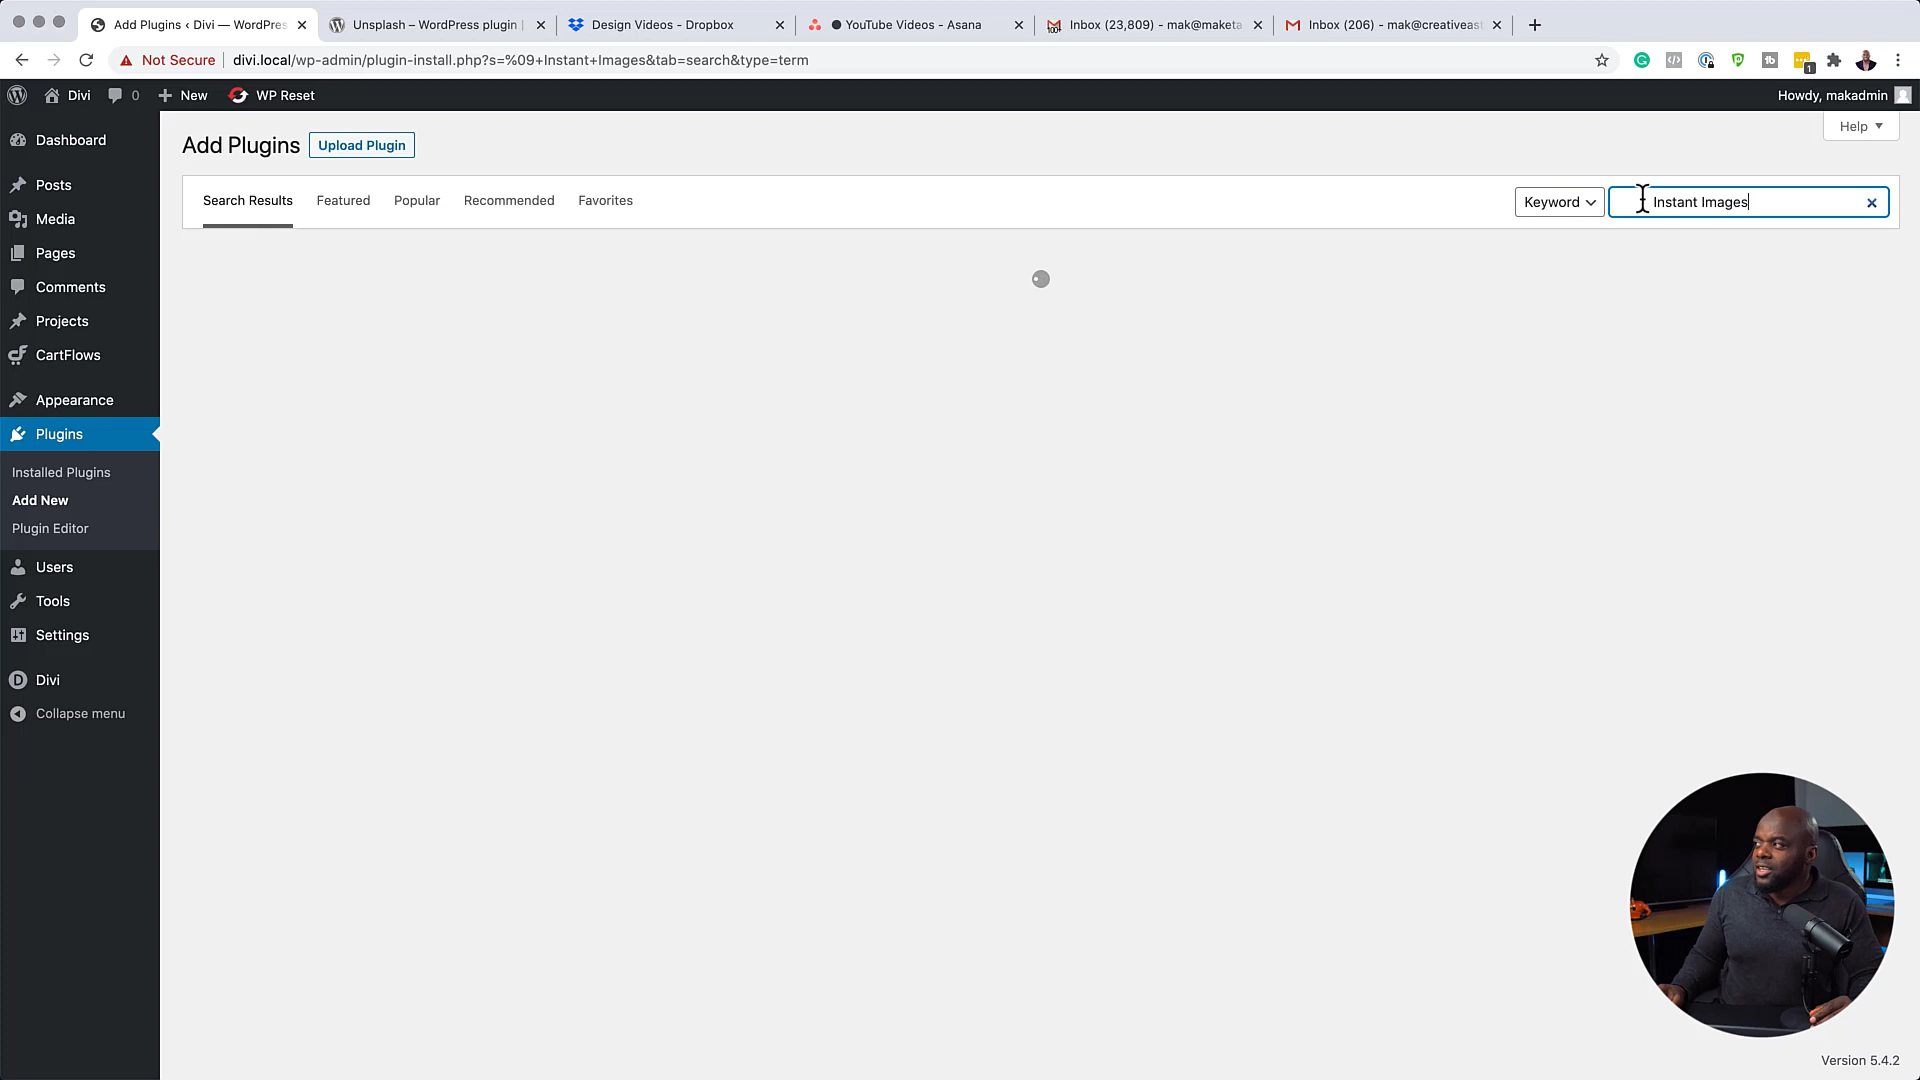 Add Plugins ‹ Divi — WordPres
Unsplash – WordPress plugin |
Design Videos - Dropbox
YouTube Videos - Asana
Inbox (23,809) - mak@maketa
Inbox (206) - mak@creativeast
Not Secure
divi.local/wp-admin/plugin-install.php?s=%09+Instant+Images&tab=search&type=term
1
Divi
0
New
WP Reset
Howdy, makadmin
Dashboard
Posts
Media
Pages
Comments
Projects
CartFlows
Appearance
Plugins
Installed Plugins
Add New
Plugin Editor
Users
Tools
Settings
Divi
Collapse menu
Help
Add Plugins
Upload Plugin
Search Results
Featured
Popular
Recommended
Favorites
Keyword
Instant Images
Version 5.4.2